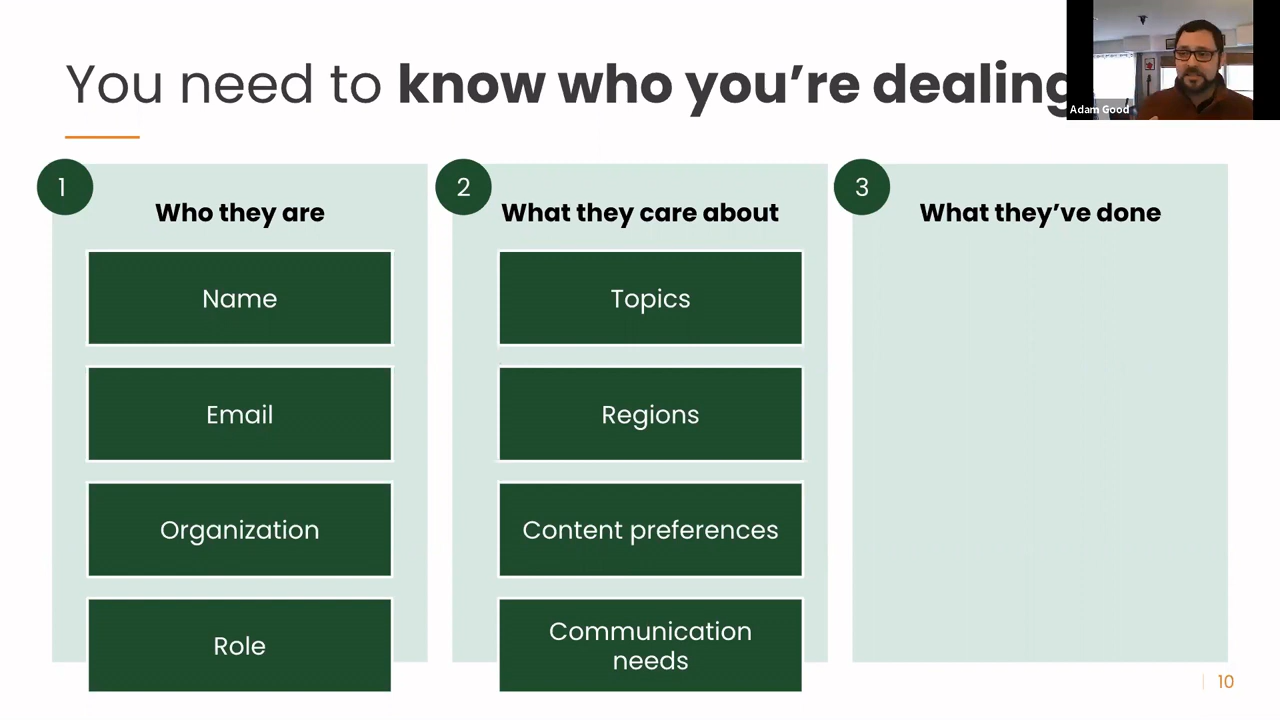 You need to know who you're dealing
Adam Good
1
Who they are
Name
Email
Organization
Role
2
What they care about
Topics
Regions
Content preferences
Communication
needs
3
What they've done
10